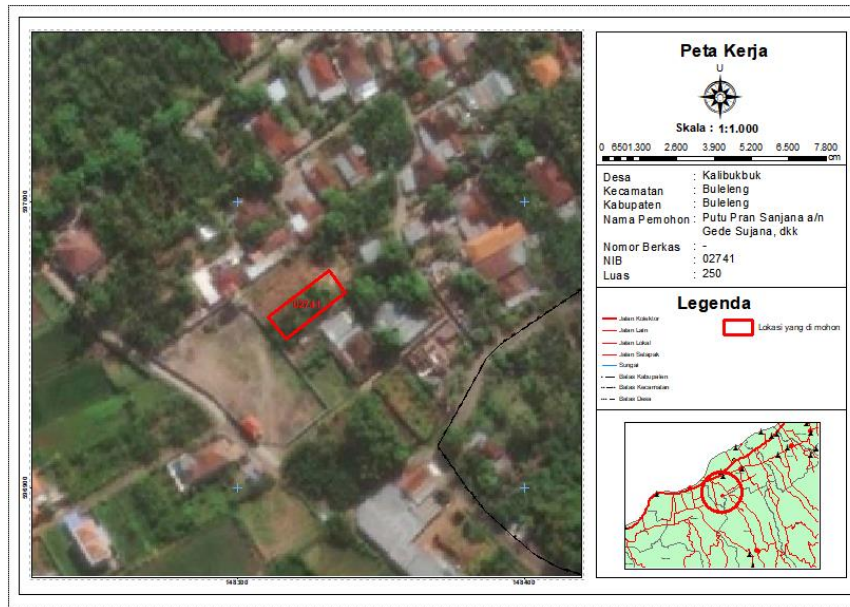 Peta Kerja
U
Skala : 1:1.000
0 6501.300 2.600 3.900 5.200 6.500 7.800
cm
Desa : Kalibukbuk
Kecamatan : Buleleng
Kabupaten : Buleleng
Nama Pemohon : Putu Pran Sanjana a/n
Gede Sujana, dkk
Nomor Berkas : -
NIB : 02741
Luas : 250
Legenda
Jalan Kolektor
Jalan Lain
Jalan Lokal
Jalan Setapak
Sungai
Batas Kabupaten
Batas Kecamatan
Batas Desa
Lokasi yang di mohon
02741